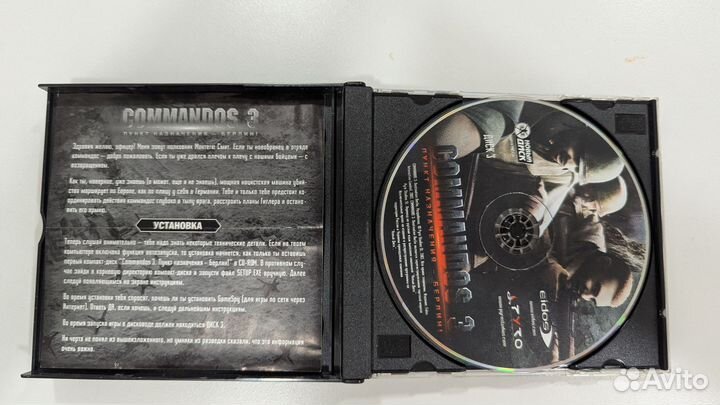 COMMANDOS 3
ПУНКТ НАЗНАЧЕНИЯ - БЕРЛИН!
Здравия желаю, офицер! Меня зовут полковник Монтегю Смит. Если ты новобранец в отряде
коммандос – добро пожаловать. Если ты уже дрался плечом к плечу с нашими бойцами – с
возвращением.
Как ты, наверное, уже знаешь (а может, еще и не знаешь), мощная нацистская машина убий-
ства марширует по Европе, как по плацу у себя в Германии. Тебе и только тебе предстоит ко-
ординировать действия коммандос глубоко в тылу врага, расстроить планы Гитлера и остано-
вить его армию.
УСТАНОВКА
Теперь слушай внимательно – тебе надо знать некоторые технические детали. Если на твоем
компьютере включена функция автозапуска, то установка начнется, как только ты вставишь
первый компакт-диск "Commandos 3: Пункт назначения – Берлин!" в CD-ROM. В противном слу-
чае зайди в корневую директорию компакт-диска и запусти файл SETUP.EXE вручную. Далее
следуй появляющимся на экране инструкциям.
Во время установки тебя спросят, хочешь ли ты установить GameSpy (для игры по сети через
Интернет). Ответь ДА, если хочешь, и следуй дальнейшим инструкциям.
Во время запуска игры в дисководе должен находиться ДИСК 3.
Ни черта не понял из вышеизложенного, но умники из разведки сказали, что эта информация
очень важна.
ДИСК 3
НОВЫЙ ДИСК
COMMANDOS 3
ПУНКТ НАЗНАЧЕНИЯ - БЕРЛИН!
Eidos
PYRO
Avito